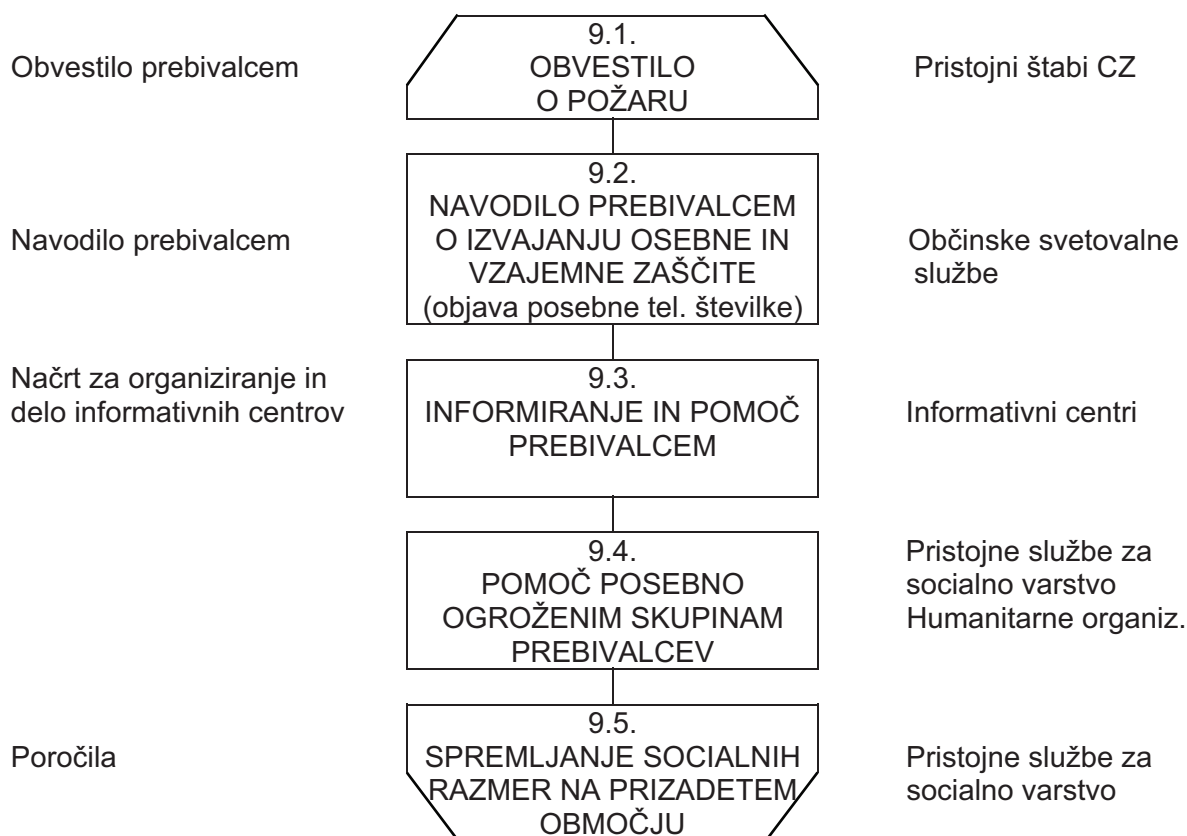 9.1.
Obvestilo prebivalcem
OBVESTILO
O POŽARU
Pristojni štabi CZ
Navodilo prebivalcem
9.2.
NAVODILO PREBIVALCEM
O IZVAJANJU OSEBNE IN
VZAJEMNE ZAŠČITE
(objava posebne tel. številke)
Občinske svetovalne
službe
Načrt za organiziranje in
delo informativnih centrov
9.3.
INFORMIRANJE IN POMOČ
PREBIVALCEM
Informativni centri
9.4.
POMOČ POSEBNO
OGROŽENIM SKUPINAM
PREBIVALCEV
Pristojne službe za
socialno varstvo
Humanitarne organiz.
Poročila
9.5.
SPREMLJANJE SOCIALNIH
RAZMER NA PRIZADETEM
OBMOČJU
Pristojne službe za
socialno varstvo